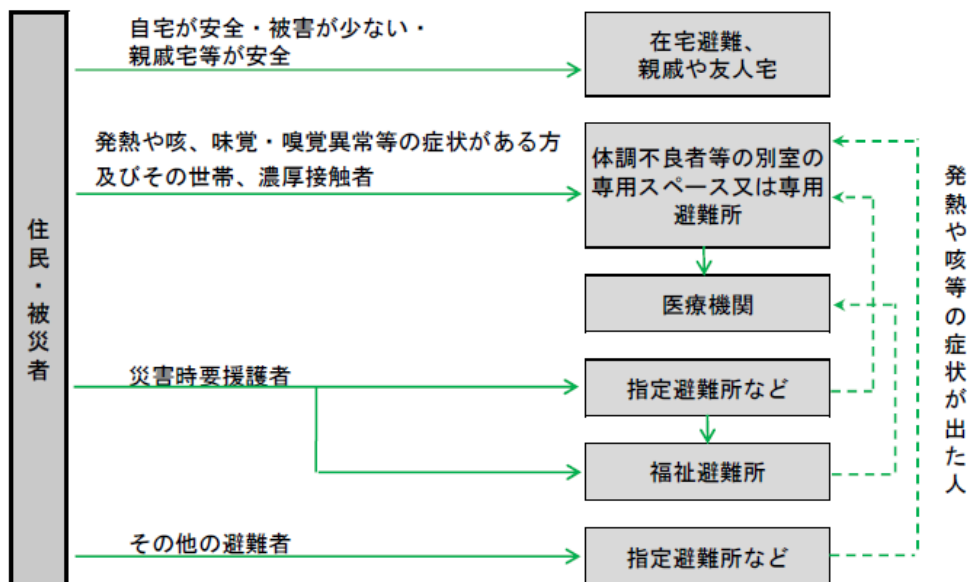 住民・被災者
自宅が安全・被害が少ない・
親戚宅等が安全
在宅避難、
親戚や友人宅
発熱や咳、味覚・嗅覚異常等の症状がある方
及びその世帯、濃厚接触者
体調不良者等の別室の
専用スペース又は専用
避難所
医療機関
災害時要援護者
指定避難所など
福祉避難所
その他の避難者
指定避難所など
発熱や咳等の症状が出た人